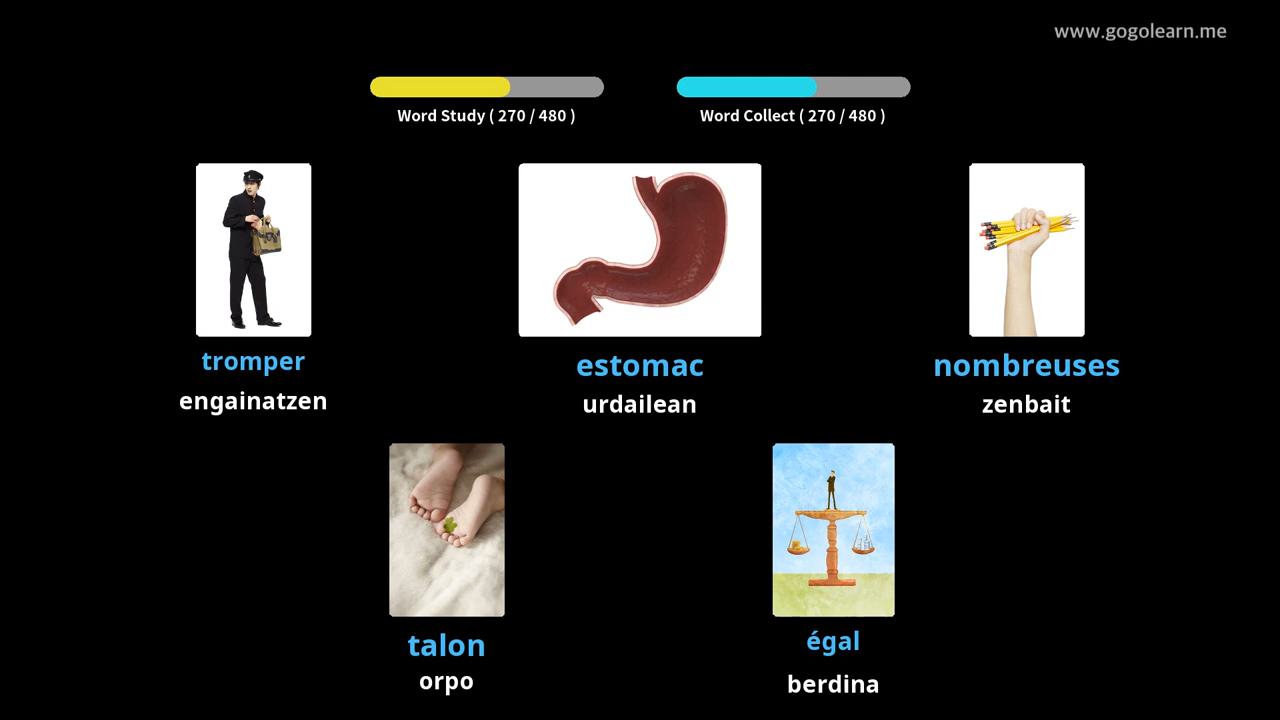 www.gogolearn.me
Word Study ( 270 / 480 )
Word Collect ( 270 / 480 )
tromper
engainatzen
estomac
urdailean
nombreuses
zenbait
talon
orpo
égal
berdina